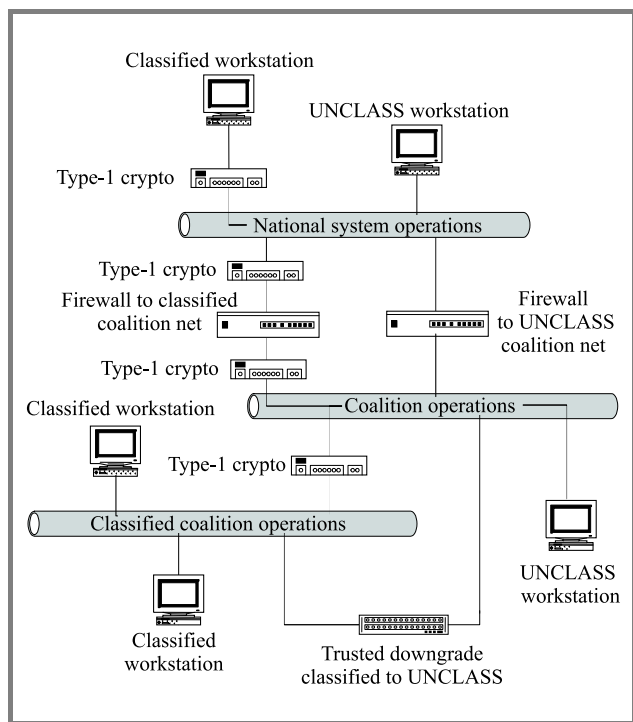 Classified workstation
UNCLASS workstation
Type-1 crypto
National system operations
Type-1 crypto
Firewall to classified
coalition net
Firewall
to UNCLASS
coalition net
Type-1 crypto
Classified workstation
Coalition operations
Type-1 crypto
Classified coalition operations
UNCLASS
workstation
Classified
workstation
Trusted downgrade
classified to UNCLASS